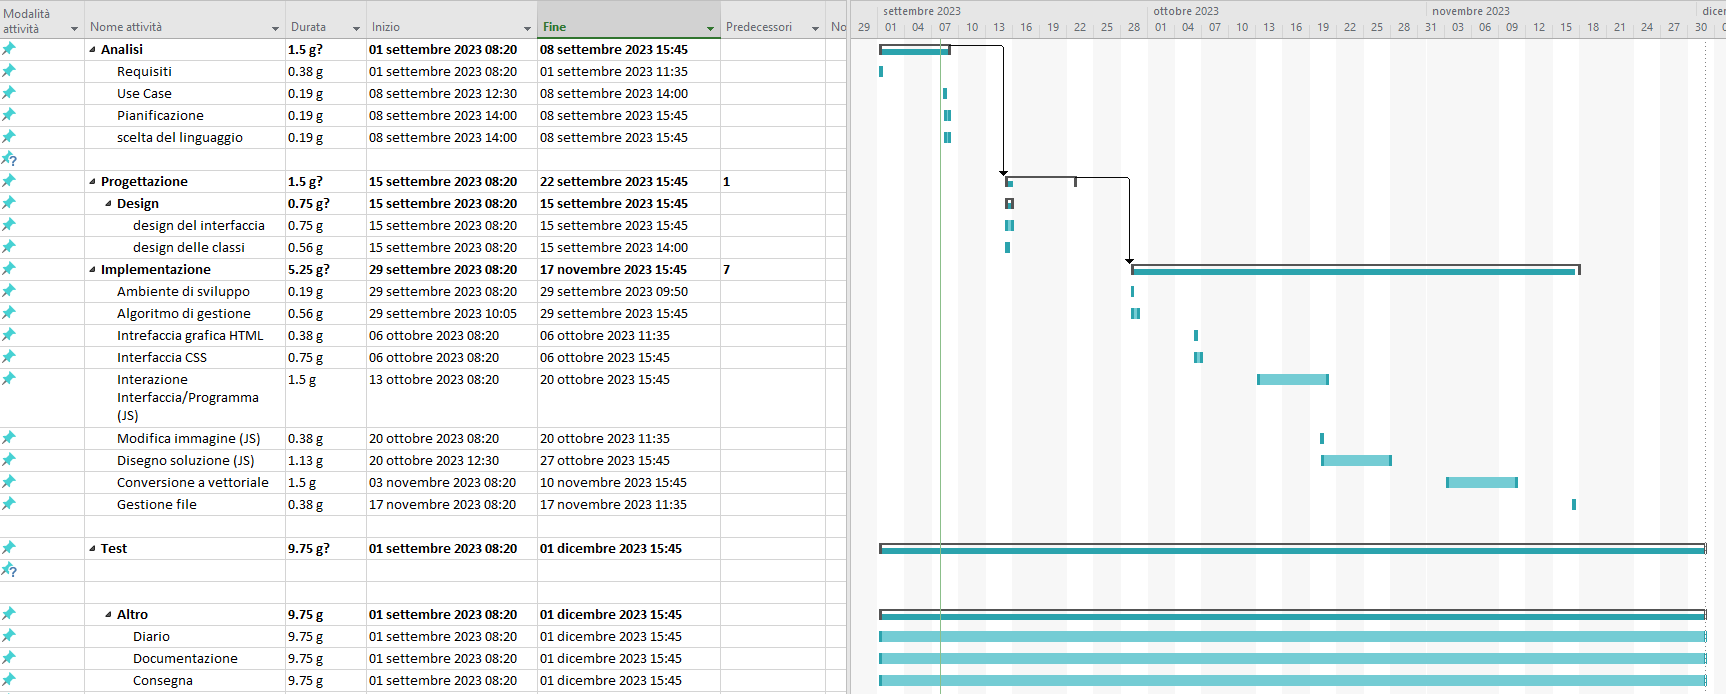 Modalità attività Nome attività Durata Inizio Fine Predecessori No
settembre 2023 ottobre 2023 novembre 2023 dicer
29 01 04 07 10 13 16 19 22 25 28 01 04 07 10 13 16 19 22 25 28 31 03 06 09 12 15 18 21 24 27 30
Analisi 1.5 g? 01 settembre 2023 08:20 08 settembre 2023 15:45
Requisiti 0.38 g 01 settembre 2023 08:20 01 settembre 2023 11:35
Use Case 0.19 g 08 settembre 2023 12:30 08 settembre 2023 14:00
Pianificazione 0.19 g 08 settembre 2023 14:00 08 settembre 2023 15:45
scelta del linguaggio 0.19 g 08 settembre 2023 14:00 08 settembre 2023 15:45
?
Progettazione 1.5 g? 15 settembre 2023 08:20 22 settembre 2023 15:45 1
Design 0.75 g? 15 settembre 2023 08:20 15 settembre 2023 15:45
design del interfaccia 0.75 g 15 settembre 2023 08:20 15 settembre 2023 15:45
design delle classi 0.56 g 15 settembre 2023 08:20 15 settembre 2023 14:00
Implementazione 5.25 g? 29 settembre 2023 08:20 17 novembre 2023 15:45 7
Ambiente di sviluppo 0.19 g 29 settembre 2023 08:20 29 settembre 2023 09:50
Algoritmo di gestione 0.56 g 29 settembre 2023 10:05 29 settembre 2023 15:45
Intrefaccia grafica HTML 0.38 g 06 ottobre 2023 08:20 06 ottobre 2023 11:35
Interfaccia CSS 0.75 g 06 ottobre 2023 08:20 06 ottobre 2023 15:45
Interazione 1.5 g 13 ottobre 2023 08:20 20 ottobre 2023 15:45
Interfaccia/Programma
(JS)
Modifica immagine (JS) 0.38 g 20 ottobre 2023 08:20 20 ottobre 2023 11:35
Disegno soluzione (JS) 1.13 g 20 ottobre 2023 12:30 27 ottobre 2023 15:45
Conversione a vettoriale 1.5 g 03 novembre 2023 08:20 10 novembre 2023 15:45
Gestione file 0.38 g 17 novembre 2023 08:20 17 novembre 2023 11:35
Test 9.75 g? 01 settembre 2023 08:20 01 dicembre 2023 15:45
?
Altro 9.75 g 01 settembre 2023 08:20 01 dicembre 2023 15:45
Diario 9.75 g 01 settembre 2023 08:20 01 dicembre 2023 15:45
Documentazione 9.75 g 01 settembre 2023 08:20 01 dicembre 2023 15:45
Consegna 9.75 g 01 settembre 2023 08:20 01 dicembre 2023 15:45